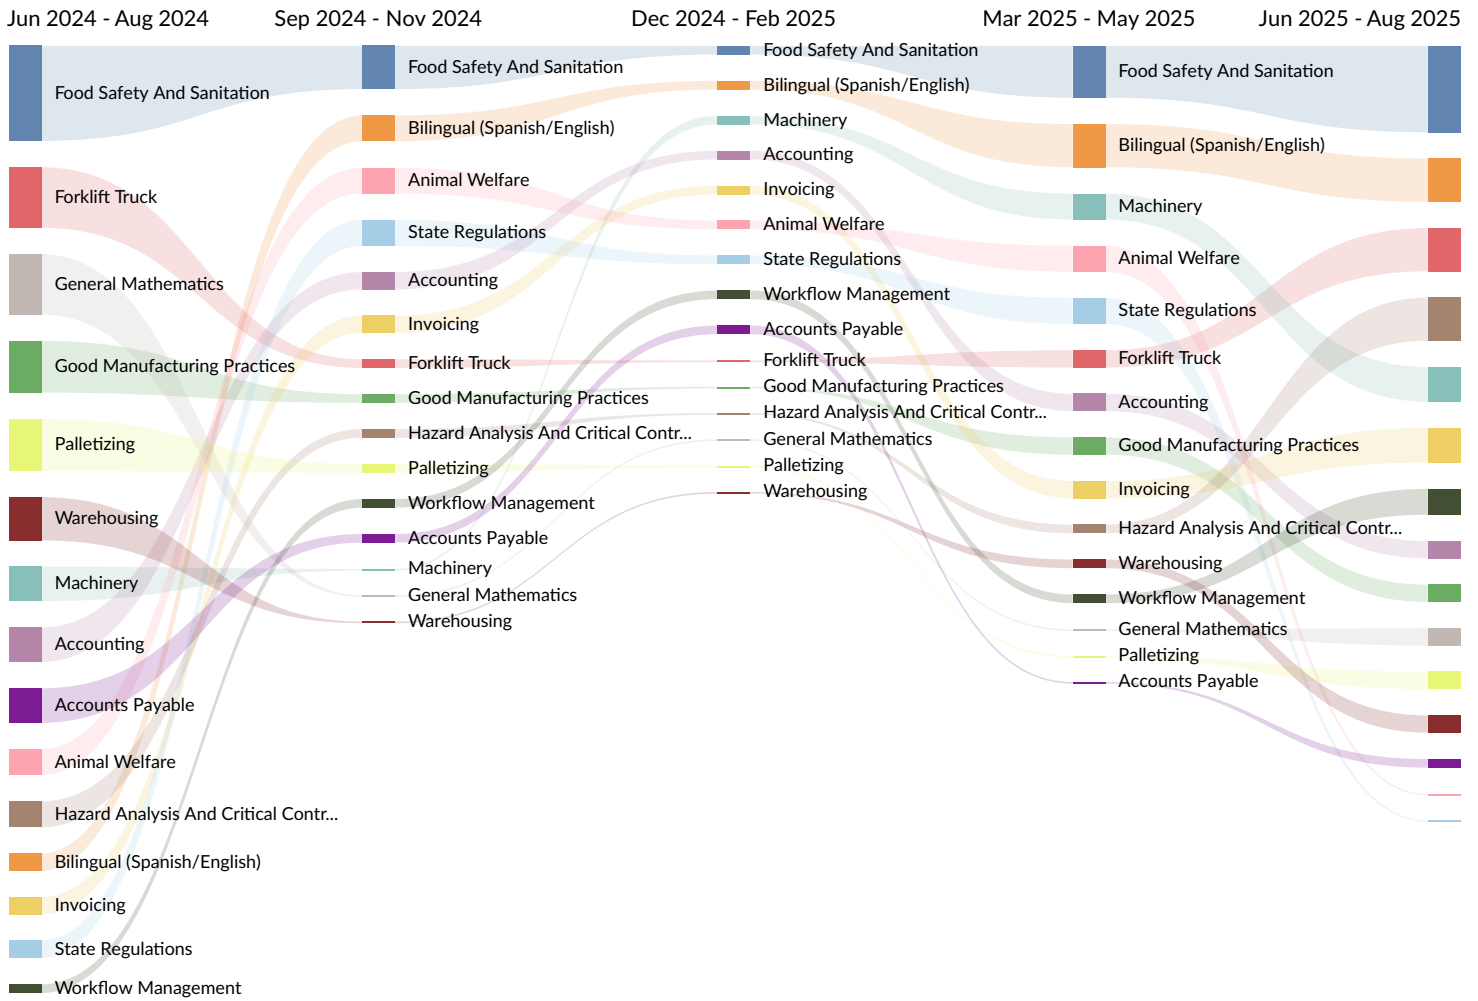 Jun 2024 - Aug 2024
Sep 2024 - Nov 2024
Dec 2024 - Feb 2025
Mar 2025 - May 2025
Jun 2025 - Aug 2025
Food Safety And Sanitation
Forklift Truck
General Mathematics
Good Manufacturing Practices
Palletizing
Warehousing
Machinery
Accounting
Accounts Payable
Animal Welfare
Hazard Analysis And Critical Contr...
Bilingual (Spanish/English)
Invoicing
State Regulations
Workflow Management
Food Safety And Sanitation
Bilingual (Spanish/English)
Animal Welfare
State Regulations
Accounting
Invoicing
Forklift Truck
Good Manufacturing Practices
Hazard Analysis And Critical Contr...
Palletizing
Workflow Management
Accounts Payable
Machinery
General Mathematics
Warehousing
Food Safety And Sanitation
Bilingual (Spanish/English)
Machinery
Accounting
Invoicing
Animal Welfare
State Regulations
Workflow Management
Accounts Payable
Forklift Truck
Good Manufacturing Practices
Hazard Analysis And Critical Contr...
General Mathematics
Palletizing
Warehousing
Food Safety And Sanitation
Bilingual (Spanish/English)
Machinery
Animal Welfare
State Regulations
Forklift Truck
Accounting
Good Manufacturing Practices
Invoicing
Hazard Analysis And Critical Contr...
Warehousing
Workflow Management
General Mathematics
Palletizing
Accounts Payable